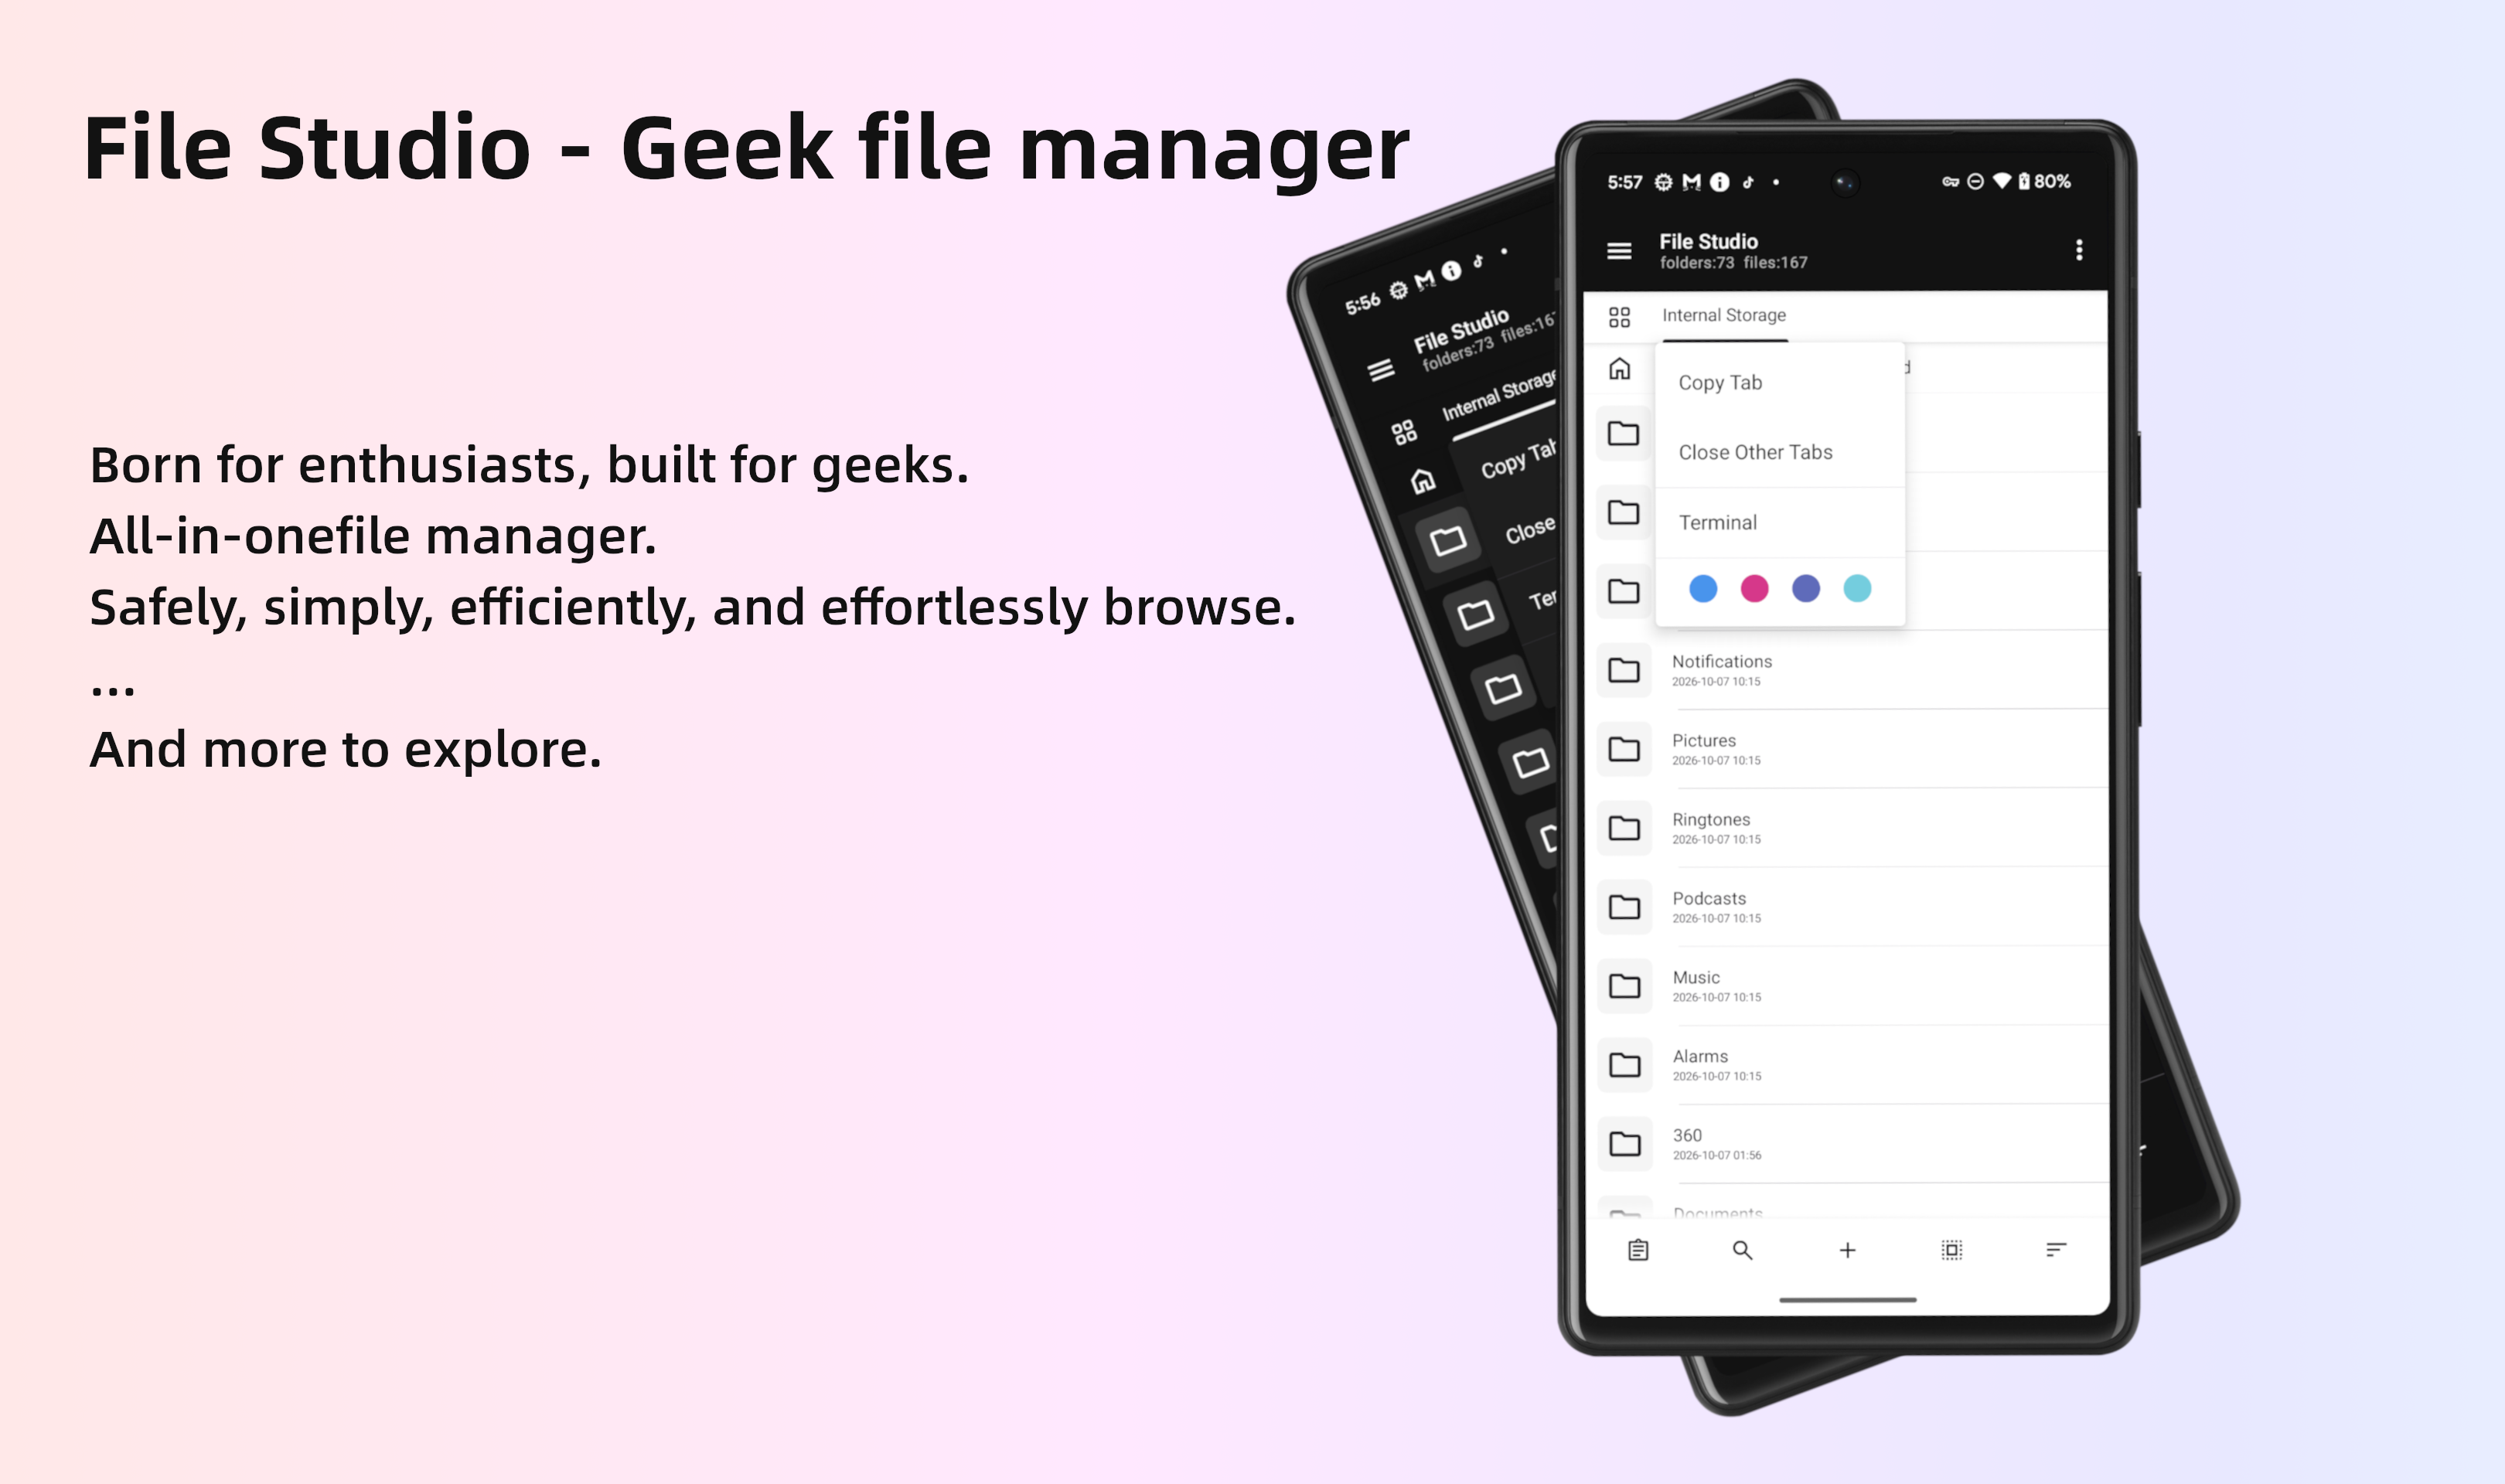 File Studio - Geek file manager
Born for enthusiasts, built for geeks.
All-in-onefile manager.
Safely, simply, efficiently, and effortlessly browse.
...
And more to explore.
5:56
File Studio
folders:73 files:16
Internal Storage
Copy Tab
Close
Ter
5:57
80%
File Studio
folders:73 files:167
Internal Storage
d
Copy Tab
Close Other Tabs
Terminal
Notifications
2026-10-07 10:15
Pictures
2026-10-07 10:15
Ringtones
2026-10-07 10:15
Podcasts
2026-10-07 10:15
Music
2026-10-07 10:15
Alarms
2026-10-07 10:15
360
2026-10-07 01:56
Documents